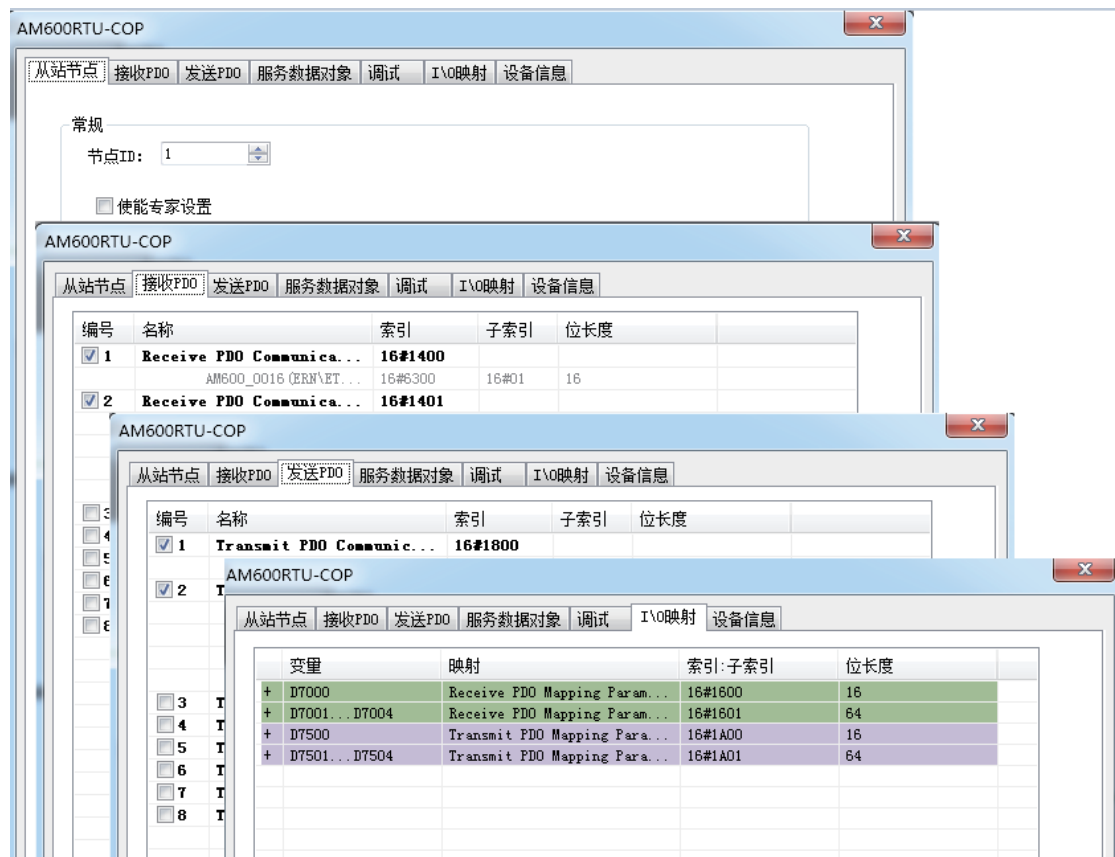 AM600RTU-COP
从站节点 接收PDO 发送PDO 服务数据对象 调试 I\O映射 设备信息
常规
节点ID: 1
使能专家设置
AM600RTU-COP
从站节点 接收PDO 发送PDO 服务数据对象 调试 I\O映射 设备信息
编号 名称 索引 子索引 位长度
1 Receive PDO Communica... 16#1400
AM600_0016(ERN\ET... 16#6300 16#01 16
2 Receive PDO Communica... 16#1401
3
4
5
6
7
AM600RTU-COP
从站节点 接收PDO 发送PDO 服务数据对象 调试 I\O映射 设备信息
编号 名称 索引 子索引 位长度
1 Transmit PDO Communic... 16#1800
2 T
3 T
4 T
5 T
6 T
7 T
8 T
AM600RTU-COP
从站节点 接收PDO 发送PDO 服务数据对象 调试 I\O映射 设备信息
变量 映射 索引:子索引 位长度
+ D7000 Receive PDO Mapping Param... 16#1600 16
+ D7001...D7004 Receive PDO Mapping Param... 16#1601 64
+ D7500 Transmit PDO Mapping Para... 16#1A00 16
+ D7501...D7504 Transmit PDO Mapping Para... 16#1A01 64